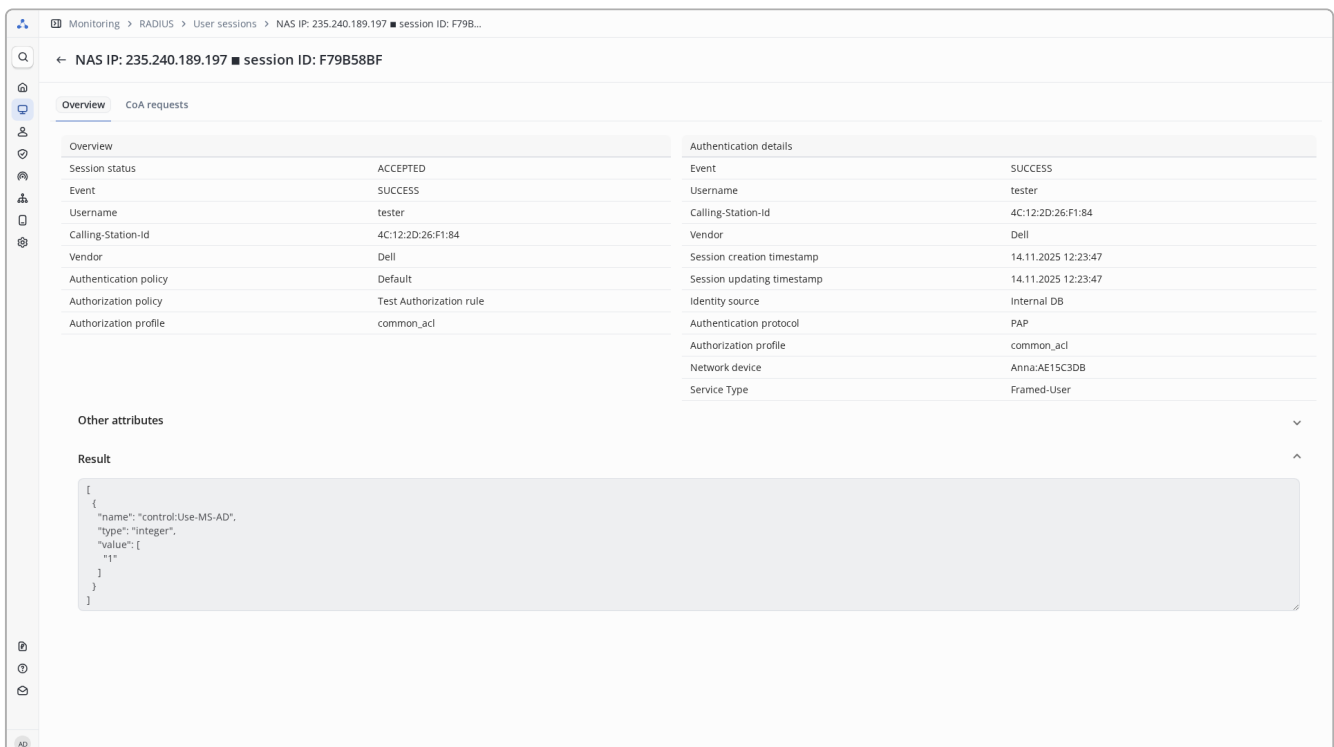 Monitoring > RADIUS > User sessions > NAS IP: 235.240.189.197 ■ session ID: F79B...
← NAS IP: 235.240.189.197 ■ session ID: F79B58BF
Overview CoA requests
Overview
Session status ACCEPTED
Event SUCCESS
Username tester
Calling-Station-Id 4C:12:2D:26:F1:84
Vendor Dell
Authentication policy Default
Authorization policy Test Authorization rule
Authorization profile common_acl
Authentication details
Event SUCCESS
Username tester
Calling-Station-Id 4C:12:2D:26:F1:84
Vendor Dell
Session creation timestamp 14.11.2025 12:23:47
Session updating timestamp 14.11.2025 12:23:47
Identity source Internal DB
Authentication protocol PAP
Authorization profile common_acl
Network device Anna:AE15C3DB
Service Type Framed-User
Other attributes
Result
[
{
"name": "control:Use-MS-AD",
"type": "integer",
"value": [
"1"
]
}
]
AD